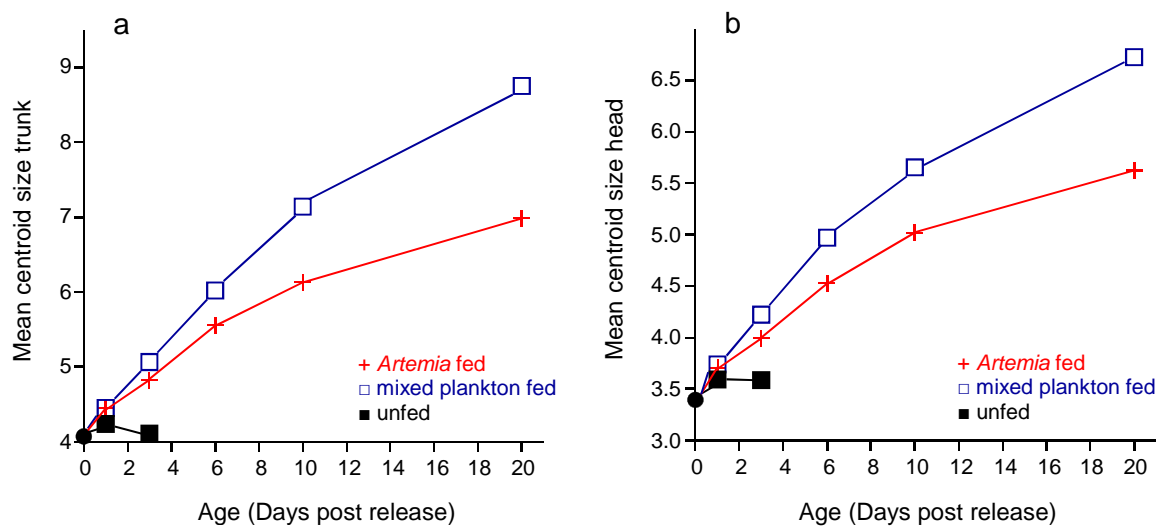 a
9
8
7
6
5
4
0 2 4 6 8 10 12 14 16 18 20
Mean centroid size trunk
Age (Days post release)
Artemia fed
mixed plankton fed
unfed
b
6.5
6.0
5.5
5.0
4.5
4.0
3.5
3.0
0 2 4 6 8 10 12 14 16 18 20
Mean centroid size head
Age (Days post release)
Artemia fed
mixed plankton fed
unfed